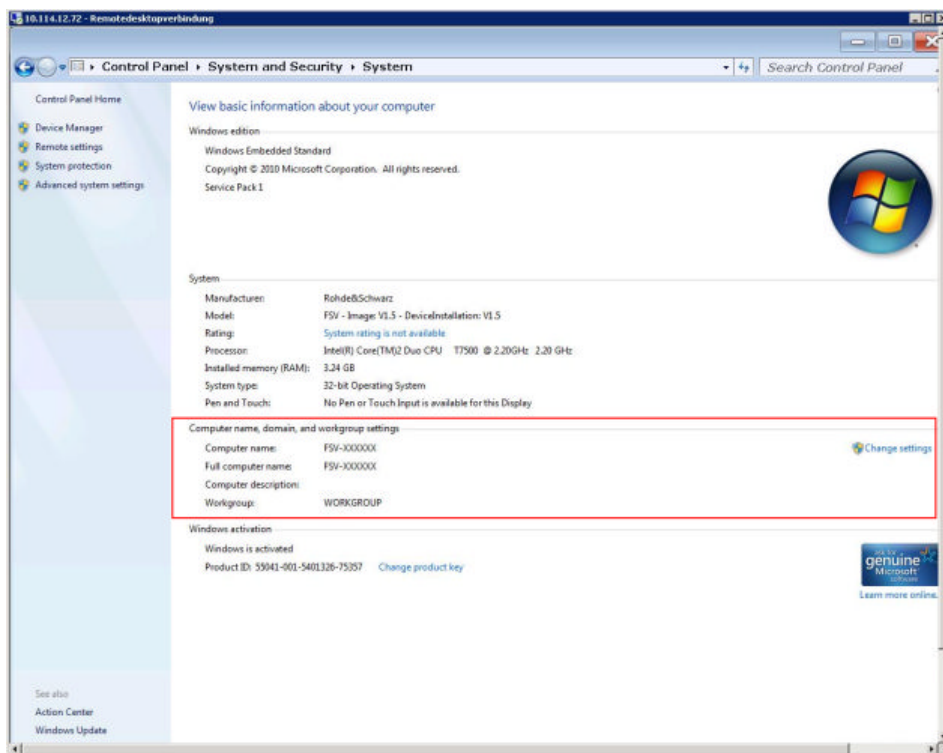 10.114.12.72 - Remotedesktopverbindung
Control Panel System and Security System
Search Control Panel
Control Panel Home
Device Manager
Remote settings
System protection
Advanced system settings
View basic information about your computer
Windows edition
Windows Embedded Standard
Copyright © 2010 Microsoft Corporation. All rights reserved.
Service Pack 1
System
Manufacturer: Rohde&Schwarz
Model: FSV - Image: V1.5 - DeviceInstallation: V1.5
Rating: System rating is not available
Processor: Intel(R) Core(TM)2 Duo CPU T7500 @ 2.20GHz 2.20 GHz
Installed memory (RAM): 3.24 GB
System type: 32-bit Operating System
Pen and Touch: No Pen or Touch Input is available for this Display
Computer name, domain, and workgroup settings
Computer name: FSV-XXXXXX
Change settings
Full computer name: FSV-XXXXXX
Computer description:
Workgroup: WORKGROUP
Windows activation
Windows is activated
Product ID: 55041-001-5401326-75357 Change product key
ask for
genuine
Microsoft
software
Learn more online.
See also
Action Center
Windows Update